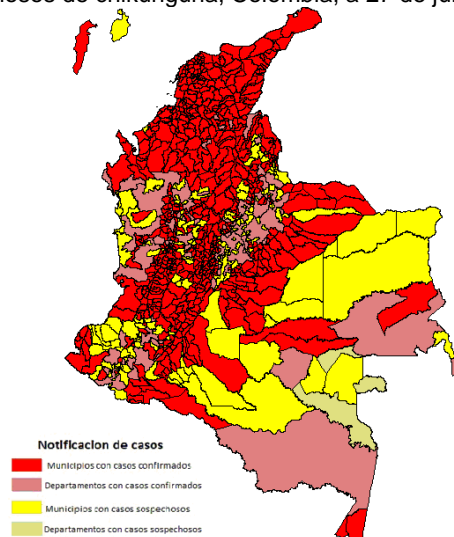 de chikunguña, Colombia, a 27 de
Notificacion de casos
Municipios con casos confirmados
Departamentos con casos confirmados
Municipios con casos sospechosos
Departamentos con casos sospechosos